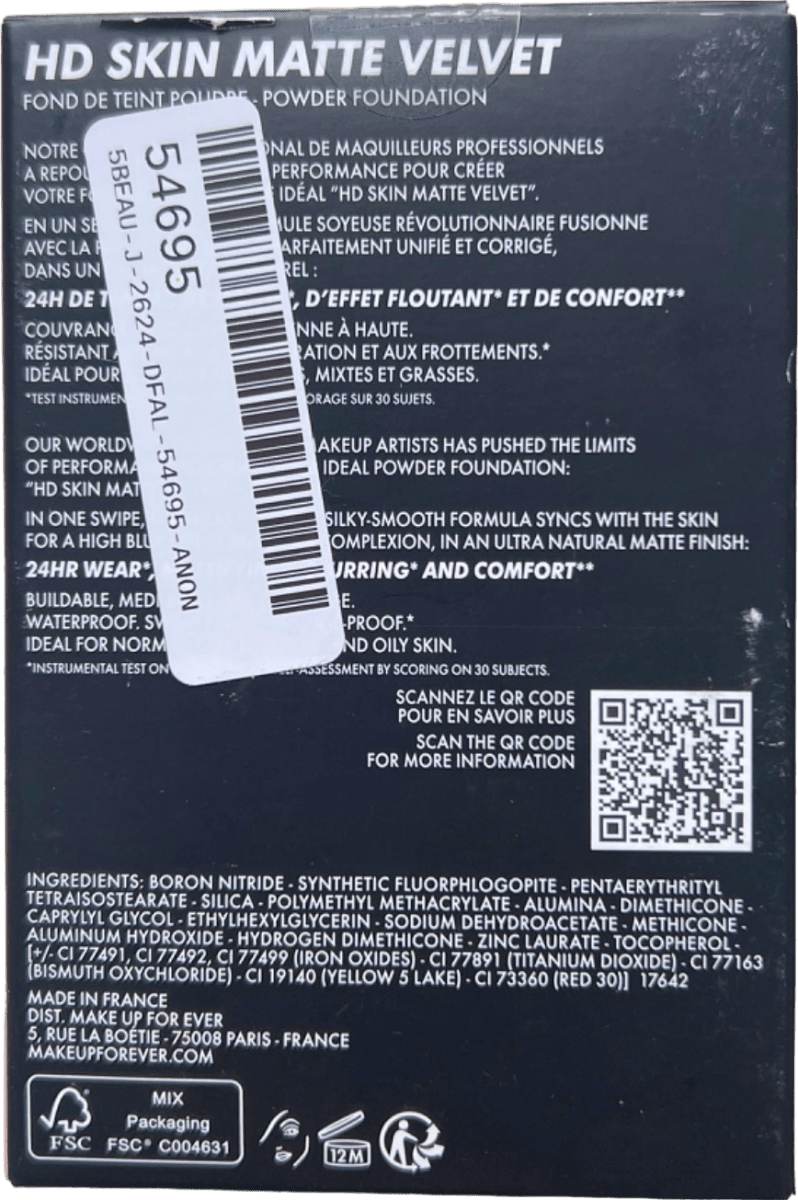 HD SKIN MATTE VELVET
FOND DE TEINT POUDRE - POWDER FOUNDATION
NOTRE ONAL DE MAQUILLEURS PROFESSIONNELS
A REPOU PERFORMANCE POUR CRÉER
VOTRE F IDÉAL "HD SKIN MATTE VELVET".
EN UN SE MULE SOYEUSE RÉVOLUTIONNAIRE FUSIONNE
AVEC LA P ARFAITEMENT UNIFIÉ ET CORRIGÉ,
DANS UN REL :
24H DE T , D'EFFET FLOUTANT* ET DE CONFORT**
COUVRAN NNE À HAUTE.
RÉSISTANT RATION ET AUX FROTTEMENTS.*
IDÉAL POUR S, MIXTES ET GRASSES.
*TEST INSTRUMEN ORAGE SUR 30 SUJETS.
OUR WORLDW AKEUP ARTISTS HAS PUSHED THE LIMITS
OF PERFORMA IDEAL POWDER FOUNDATION:
"HD SKIN MAT
IN ONE SWIPE, SILKY-SMOOTH FORMULA SYNCS WITH THE SKIN
FOR A HIGH BLU COMPLEXION, IN AN ULTRA NATURAL MATTE FINISH:
24HR WEAR*, URRING* AND COMFORT**
BUILDABLE, MEDI E.
WATERPROOF. SW -PROOF.*
IDEAL FOR NORM ND OILY SKIN.
*INSTRUMENTAL TEST ON LF-ASSESSMENT BY SCORING ON 30 SUBJECTS.
54695
5BEAU-J-2624-DFAL-54695-ANON
SCANNEZ LE QR CODE
POUR EN SAVOIR PLUS
SCAN THE QR CODE
FOR MORE INFORMATION
INGREDIENTS: BORON NITRIDE - SYNTHETIC FLUORPHLOGOPITE - PENTAERYTHRITYL
TETRAISOSTEARATE - SILICA - POLYMETHYL METHACRYLATE - ALUMINA - DIMETHICONE -
CAPRYLYL GLYCOL - ETHYLHEXYLGLYCERIN - SODIUM DEHYDROACETATE - METHICONE -
ALUMINUM HYDROXIDE - HYDROGEN DIMETHICONE - ZINC LAURATE - TOCOPHEROL -
[+/- CI 77491, CI 77492, CI 77499 (IRON OXIDES) - CI 77891 (TITANIUM DIOXIDE) - CI 77163
(BISMUTH OXYCHLORIDE) - CI 19140 (YELLOW 5 LAKE) - CI 73360 (RED 30)] 17642
MADE IN FRANCE
DIST. MAKE UP FOR EVER
5, RUE LA BOÉTIE - 75008 PARIS - FRANCE
MAKEUPFOREVER.COM
FSC
MIX
Packaging
FSC® C004631
12M